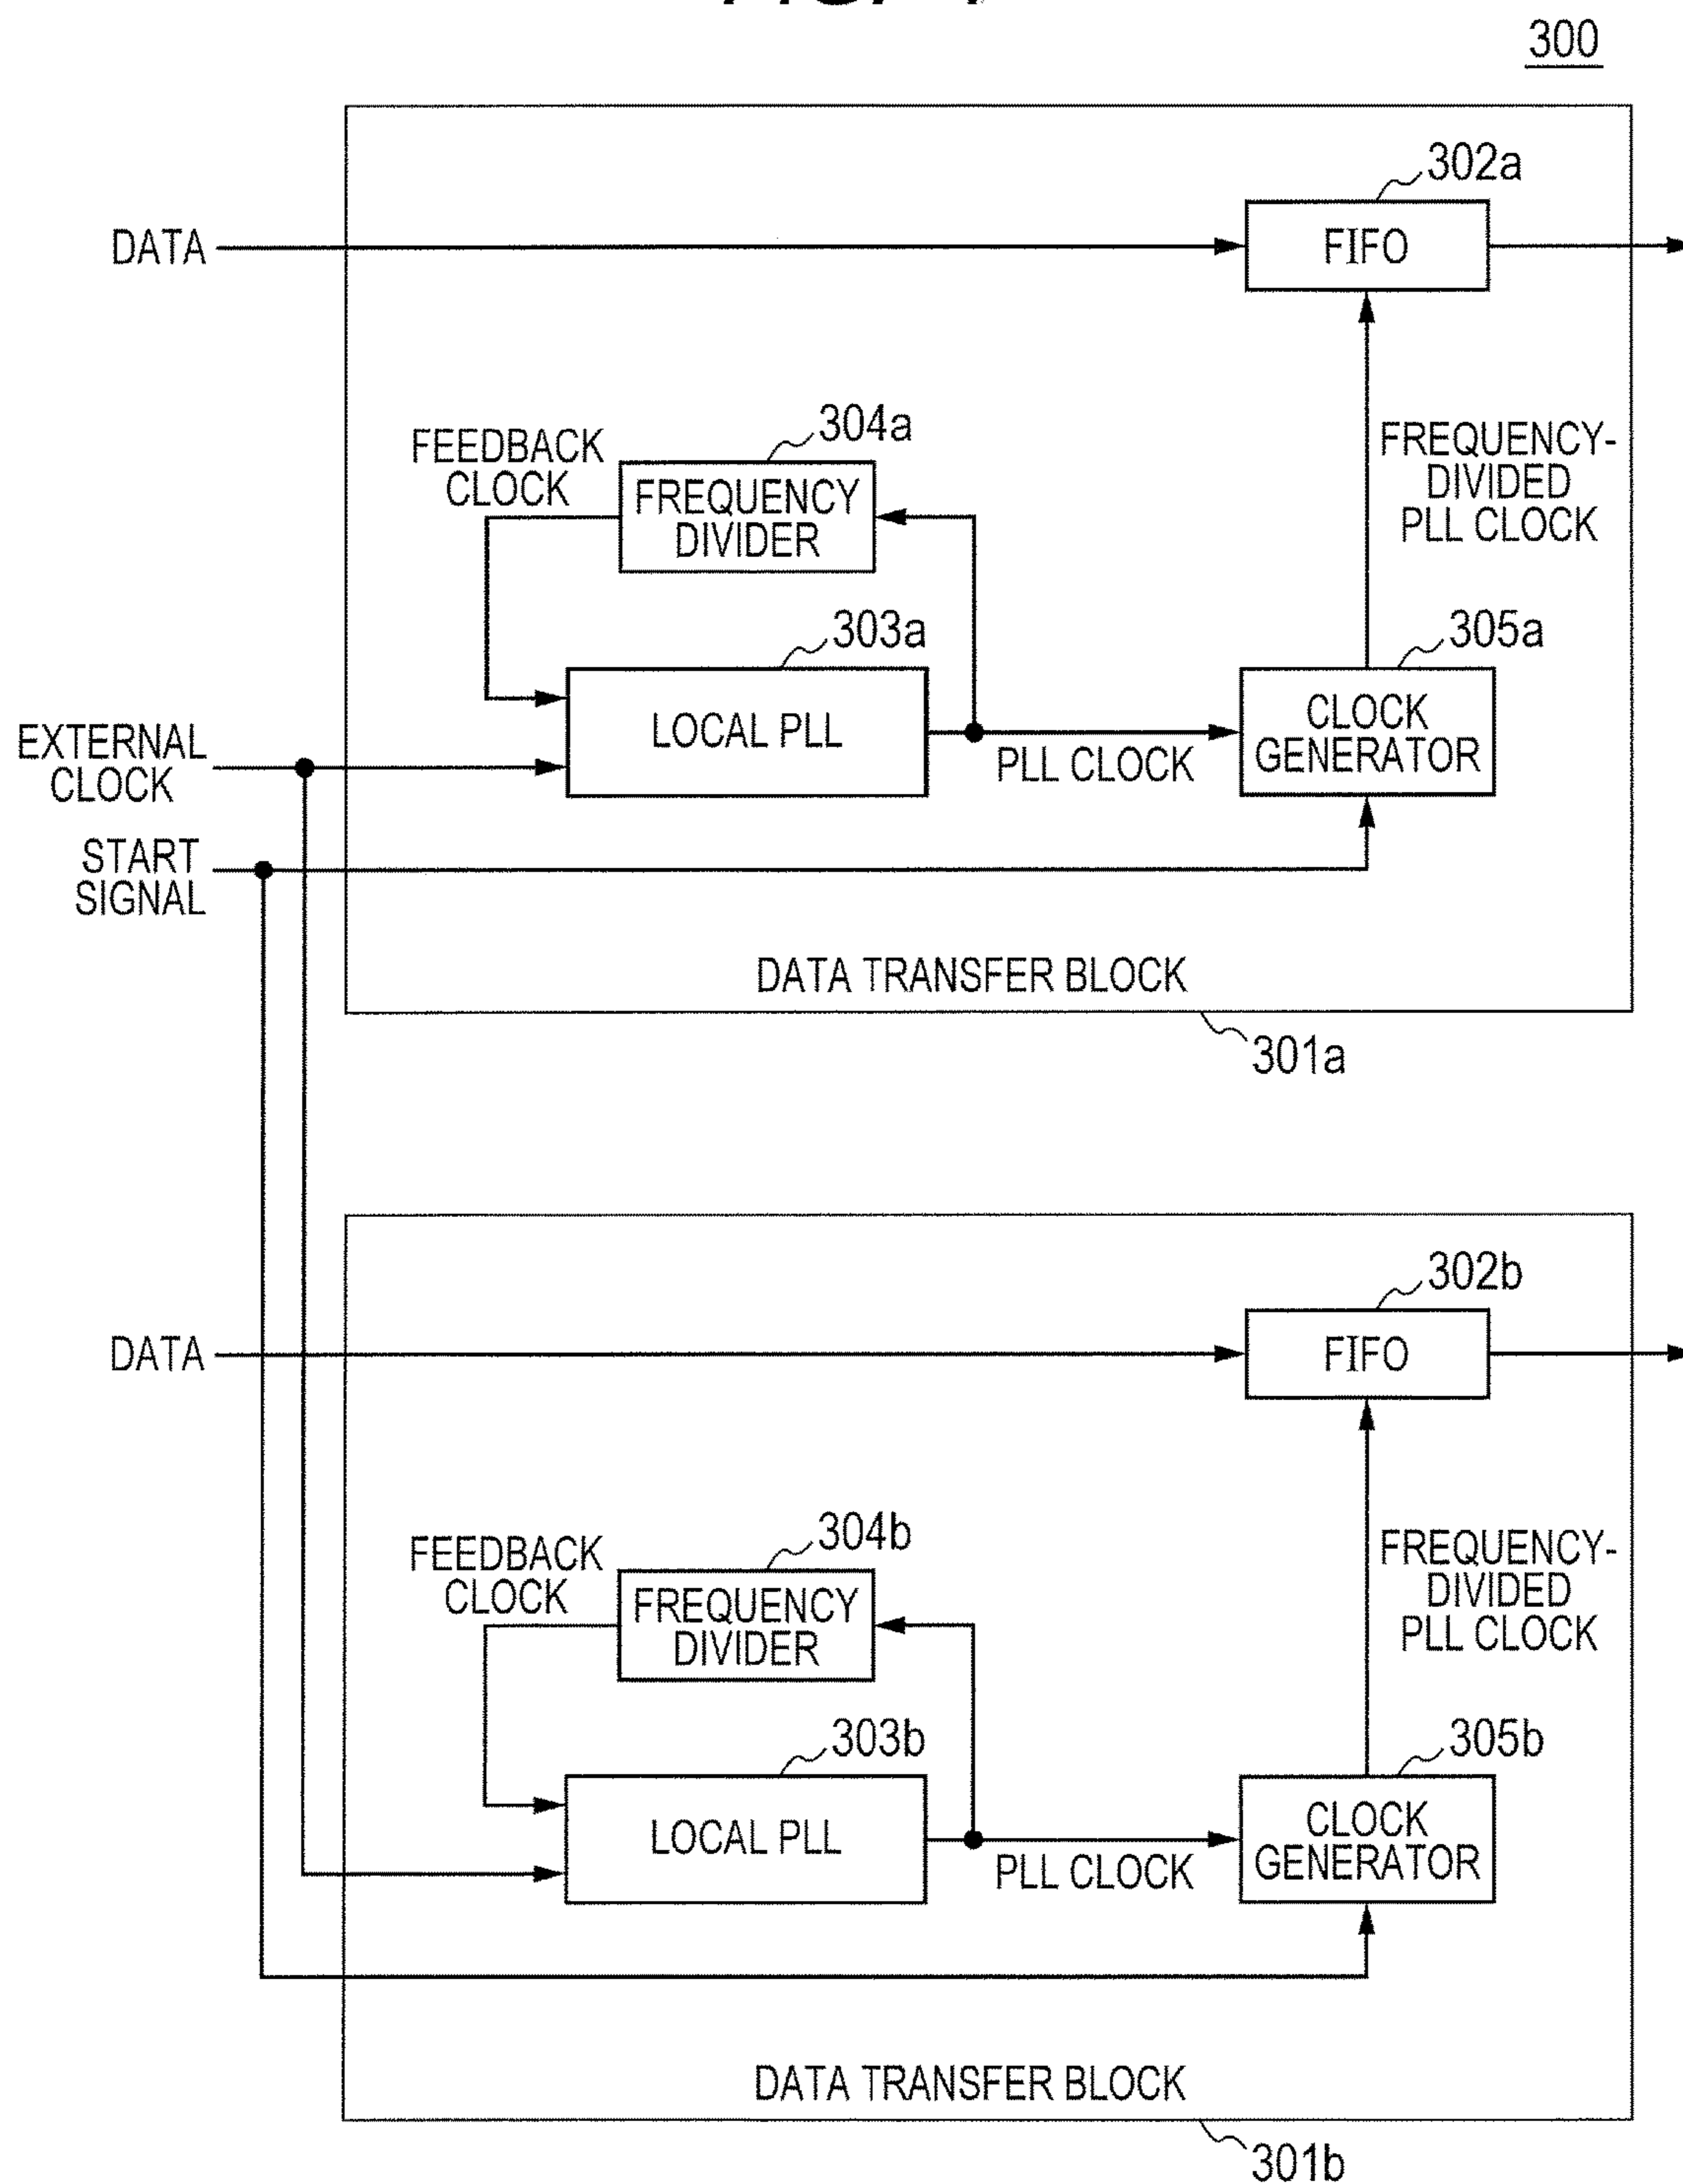 300
302a
DATA
FIFO
304a
FEEDBACK
CLOCK
FREQUENCY
DIVIDER
FREQUENCY-
DIVIDED
PLL CLOCK
303a
305a
EXTERNAL
CLOCK
LOCAL PLL
PLL CLOCK
CLOCK
GENERATOR
START
SIGNAL
DATA TRANSFER BLOCK
301a
302b
DATA
FIFO
304b
FEEDBACK
CLOCK
FREQUENCY
DIVIDER
FREQUENCY-
DIVIDED
PLL CLOCK
303b
305b
LOCAL PLL
PLL CLOCK
CLOCK
GENERATOR
DATA TRANSFER BLOCK
301b